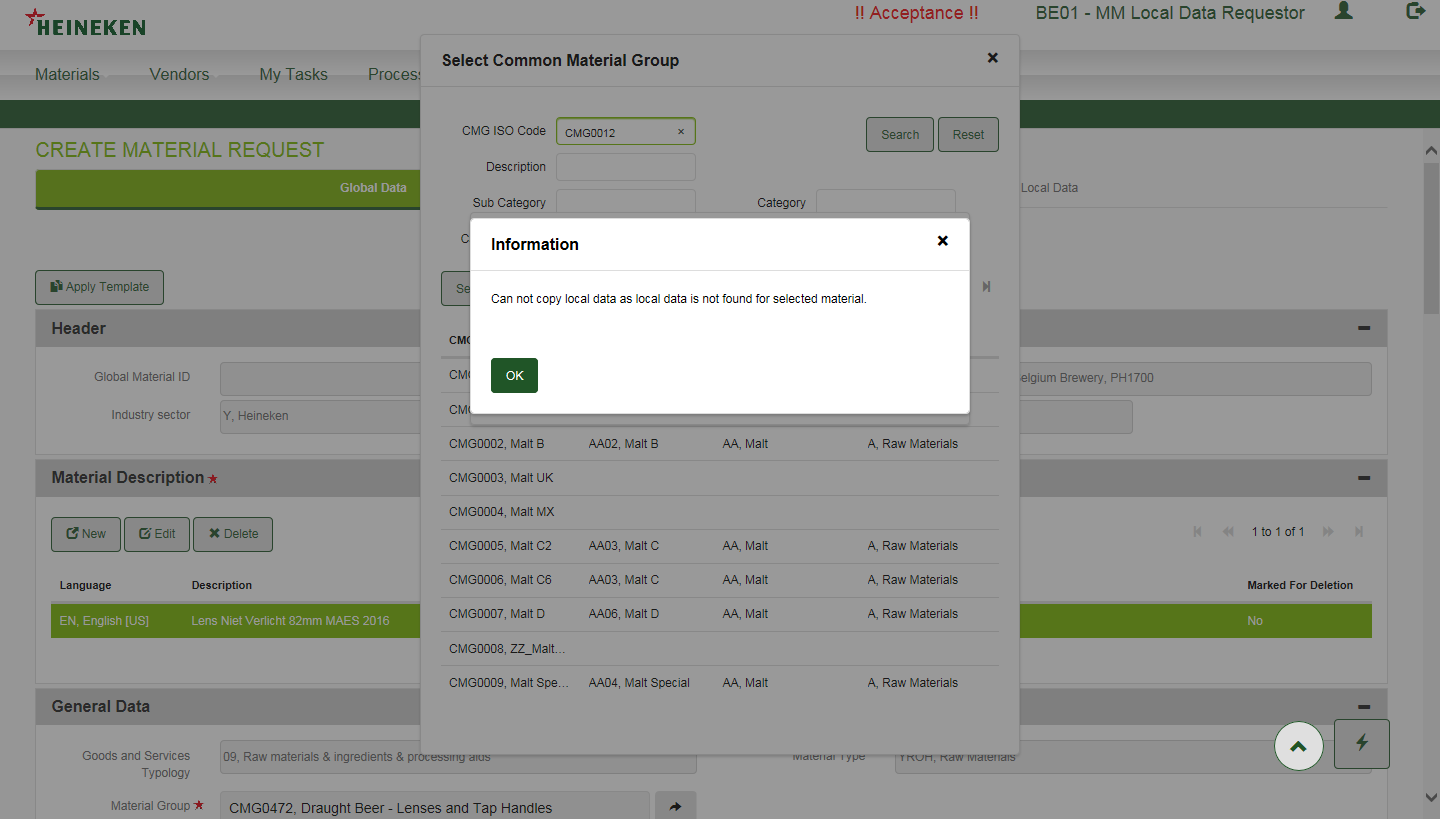 HEINEKEN
!! Acceptance !!
BE01 - MM Local Data Requestor
Materials
Vendors
My Tasks
Process
Select Common Material Group
CMG ISO Code
CMG0012
Search
Reset
Description
Sub Category
Category
CREATE MATERIAL REQUEST
Global Data
Local Data
C
Information
Can not copy local data as local data is not found for selected material.
OK
Apply Template
Se
Header
Global Material ID
elgium Brewery, PH1700
Industry sector
Y, Heineken
CMG
CMG
CMG
CMG0002, Malt B AA02, Malt B AA, Malt A, Raw Materials
CMG0003, Malt UK
CMG0004, Malt MX
CMG0005, Malt C2 AA03, Malt C AA, Malt A, Raw Materials
CMG0006, Malt C6 AA03, Malt C AA, Malt A, Raw Materials
CMG0007, Malt D AA06, Malt D AA, Malt A, Raw Materials
CMG0008, ZZ_Malt...
CMG0009, Malt Spe... AA04, Malt Special AA, Malt A, Raw Materials
Material Description
New
Edit
Delete
1 to 1 of 1
Language Description Marked For Deletion
EN, English [US] Lens Niet Verlicht 82mm MAES 2016 No
General Data
Goods and Services
Typology
09, Raw materials & ingredients & processing aids
Material Type
YROH, Raw Materials
Material Group
CMG0472, Draught Beer - Lenses and Tap Handles